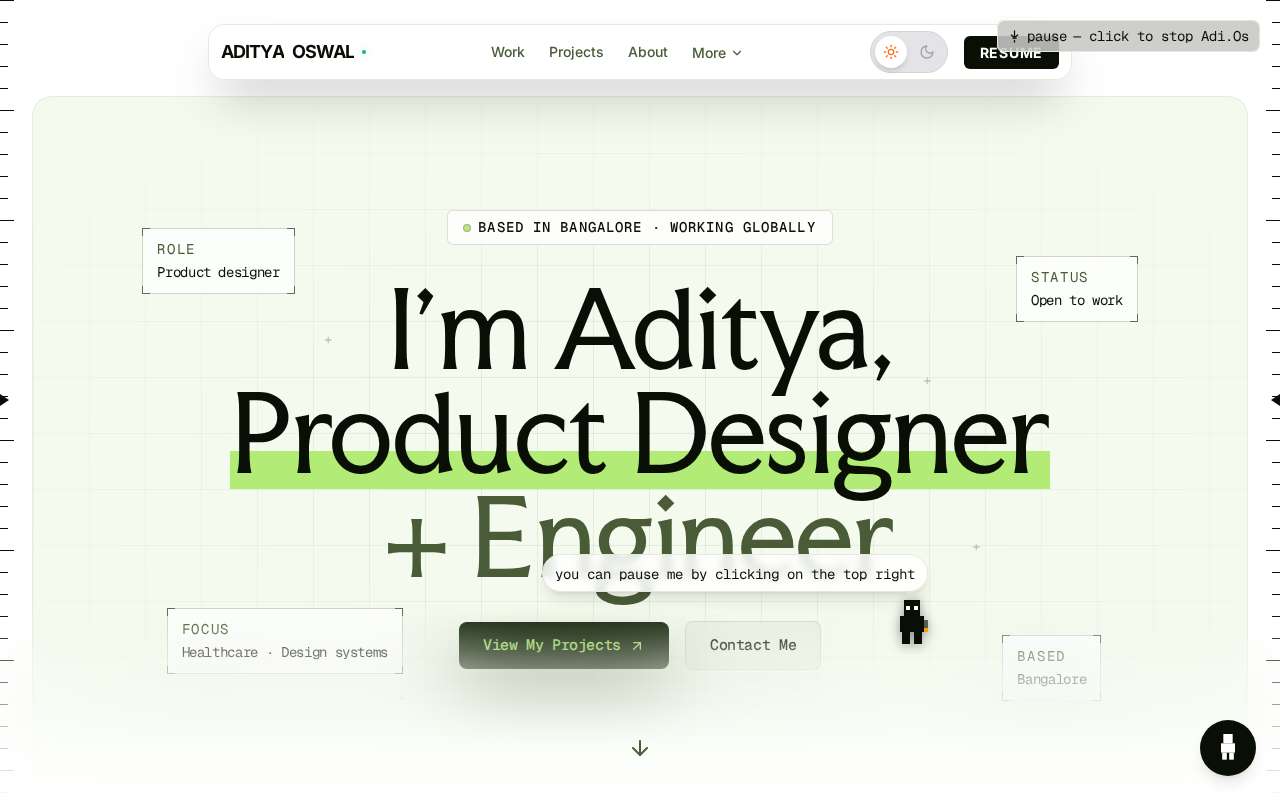 ADITYA OSWAL
Work
Projects
About
More
RESUME
pause — click to stop Adi.Os
BASED IN BANGALORE · WORKING GLOBALLY
ROLE
Product designer
STATUS
Open to work
I’m Aditya,
Product Designer
+ Engineer
you can pause me by clicking on the top right
FOCUS
Healthcare · Design systems
View My Projects
Contact Me
BASED
Bangalore